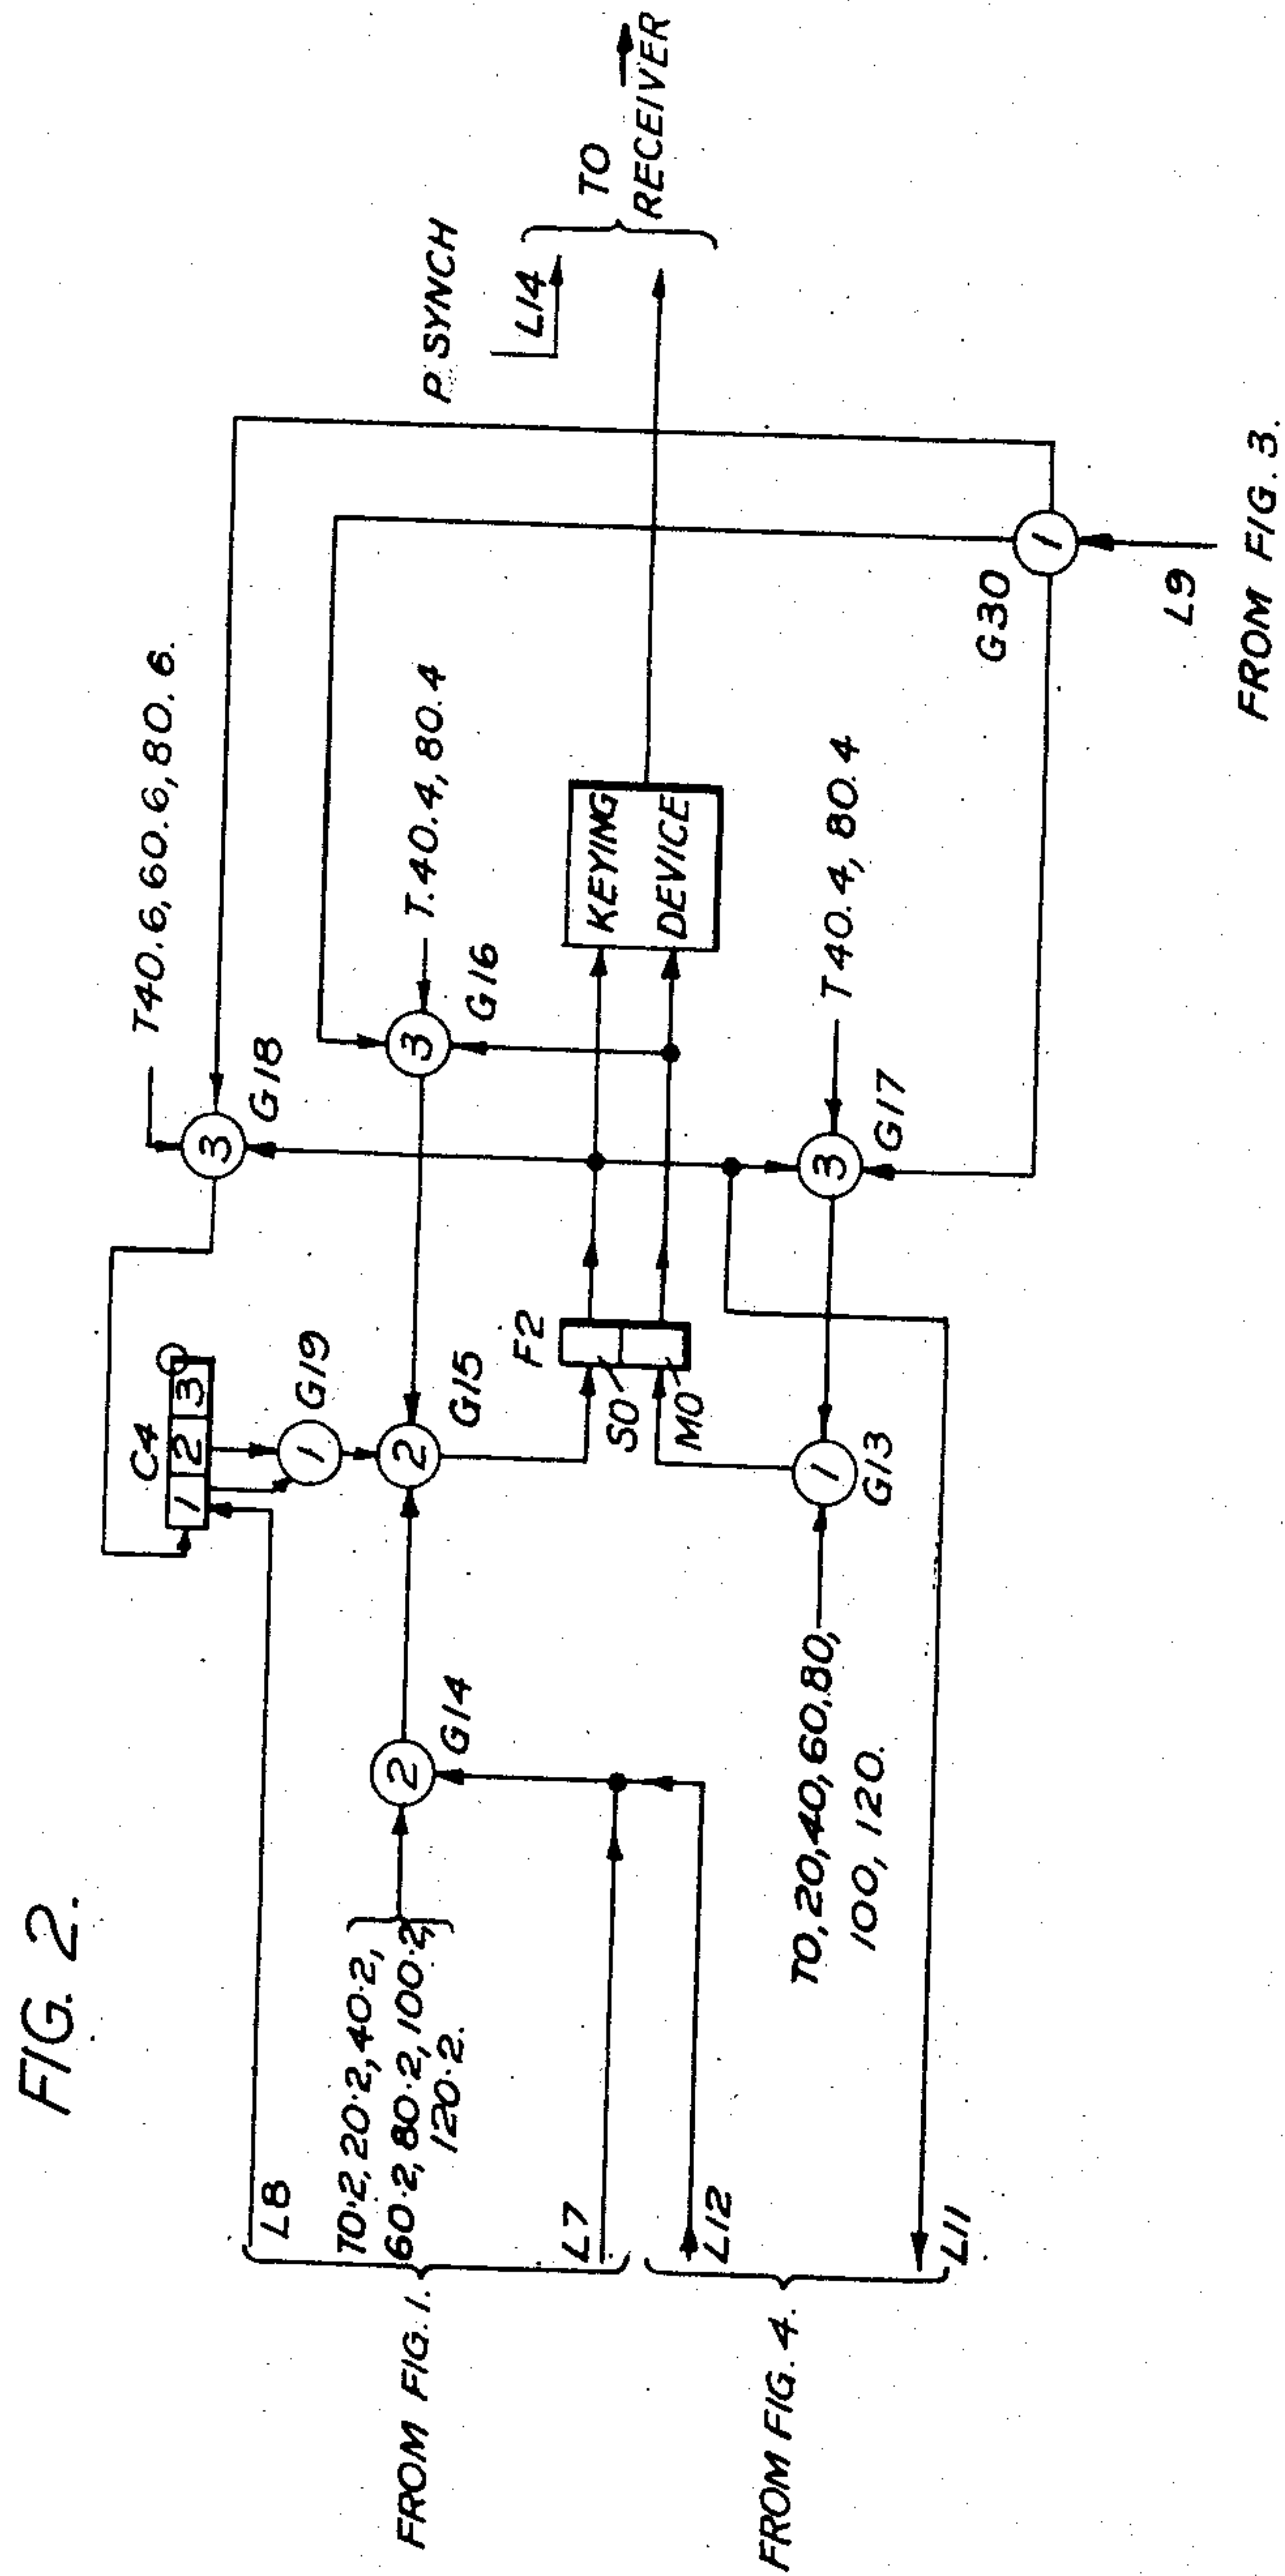 FIG. 2.
P. SYNCH
L14
TO
RECEIVER
T40.6,60.6,80.6.
G18
3
C4
1 2 3
G19
1
T.40.4,80.4
G16
3
G15
2
F2
SO
MO
KEYING
DEVICE
L8
TO·2,20·2,40·2,
60·2,80·2,100·2,
120·2.
G14
2
FROM FIG. 1.
L7
L12
L11
FROM FIG. 4.
TO,20,40,60,80,
100,120.
G13
1
T40.4,80.4
G17
3
G30
1
L9
FROM FIG. 3.